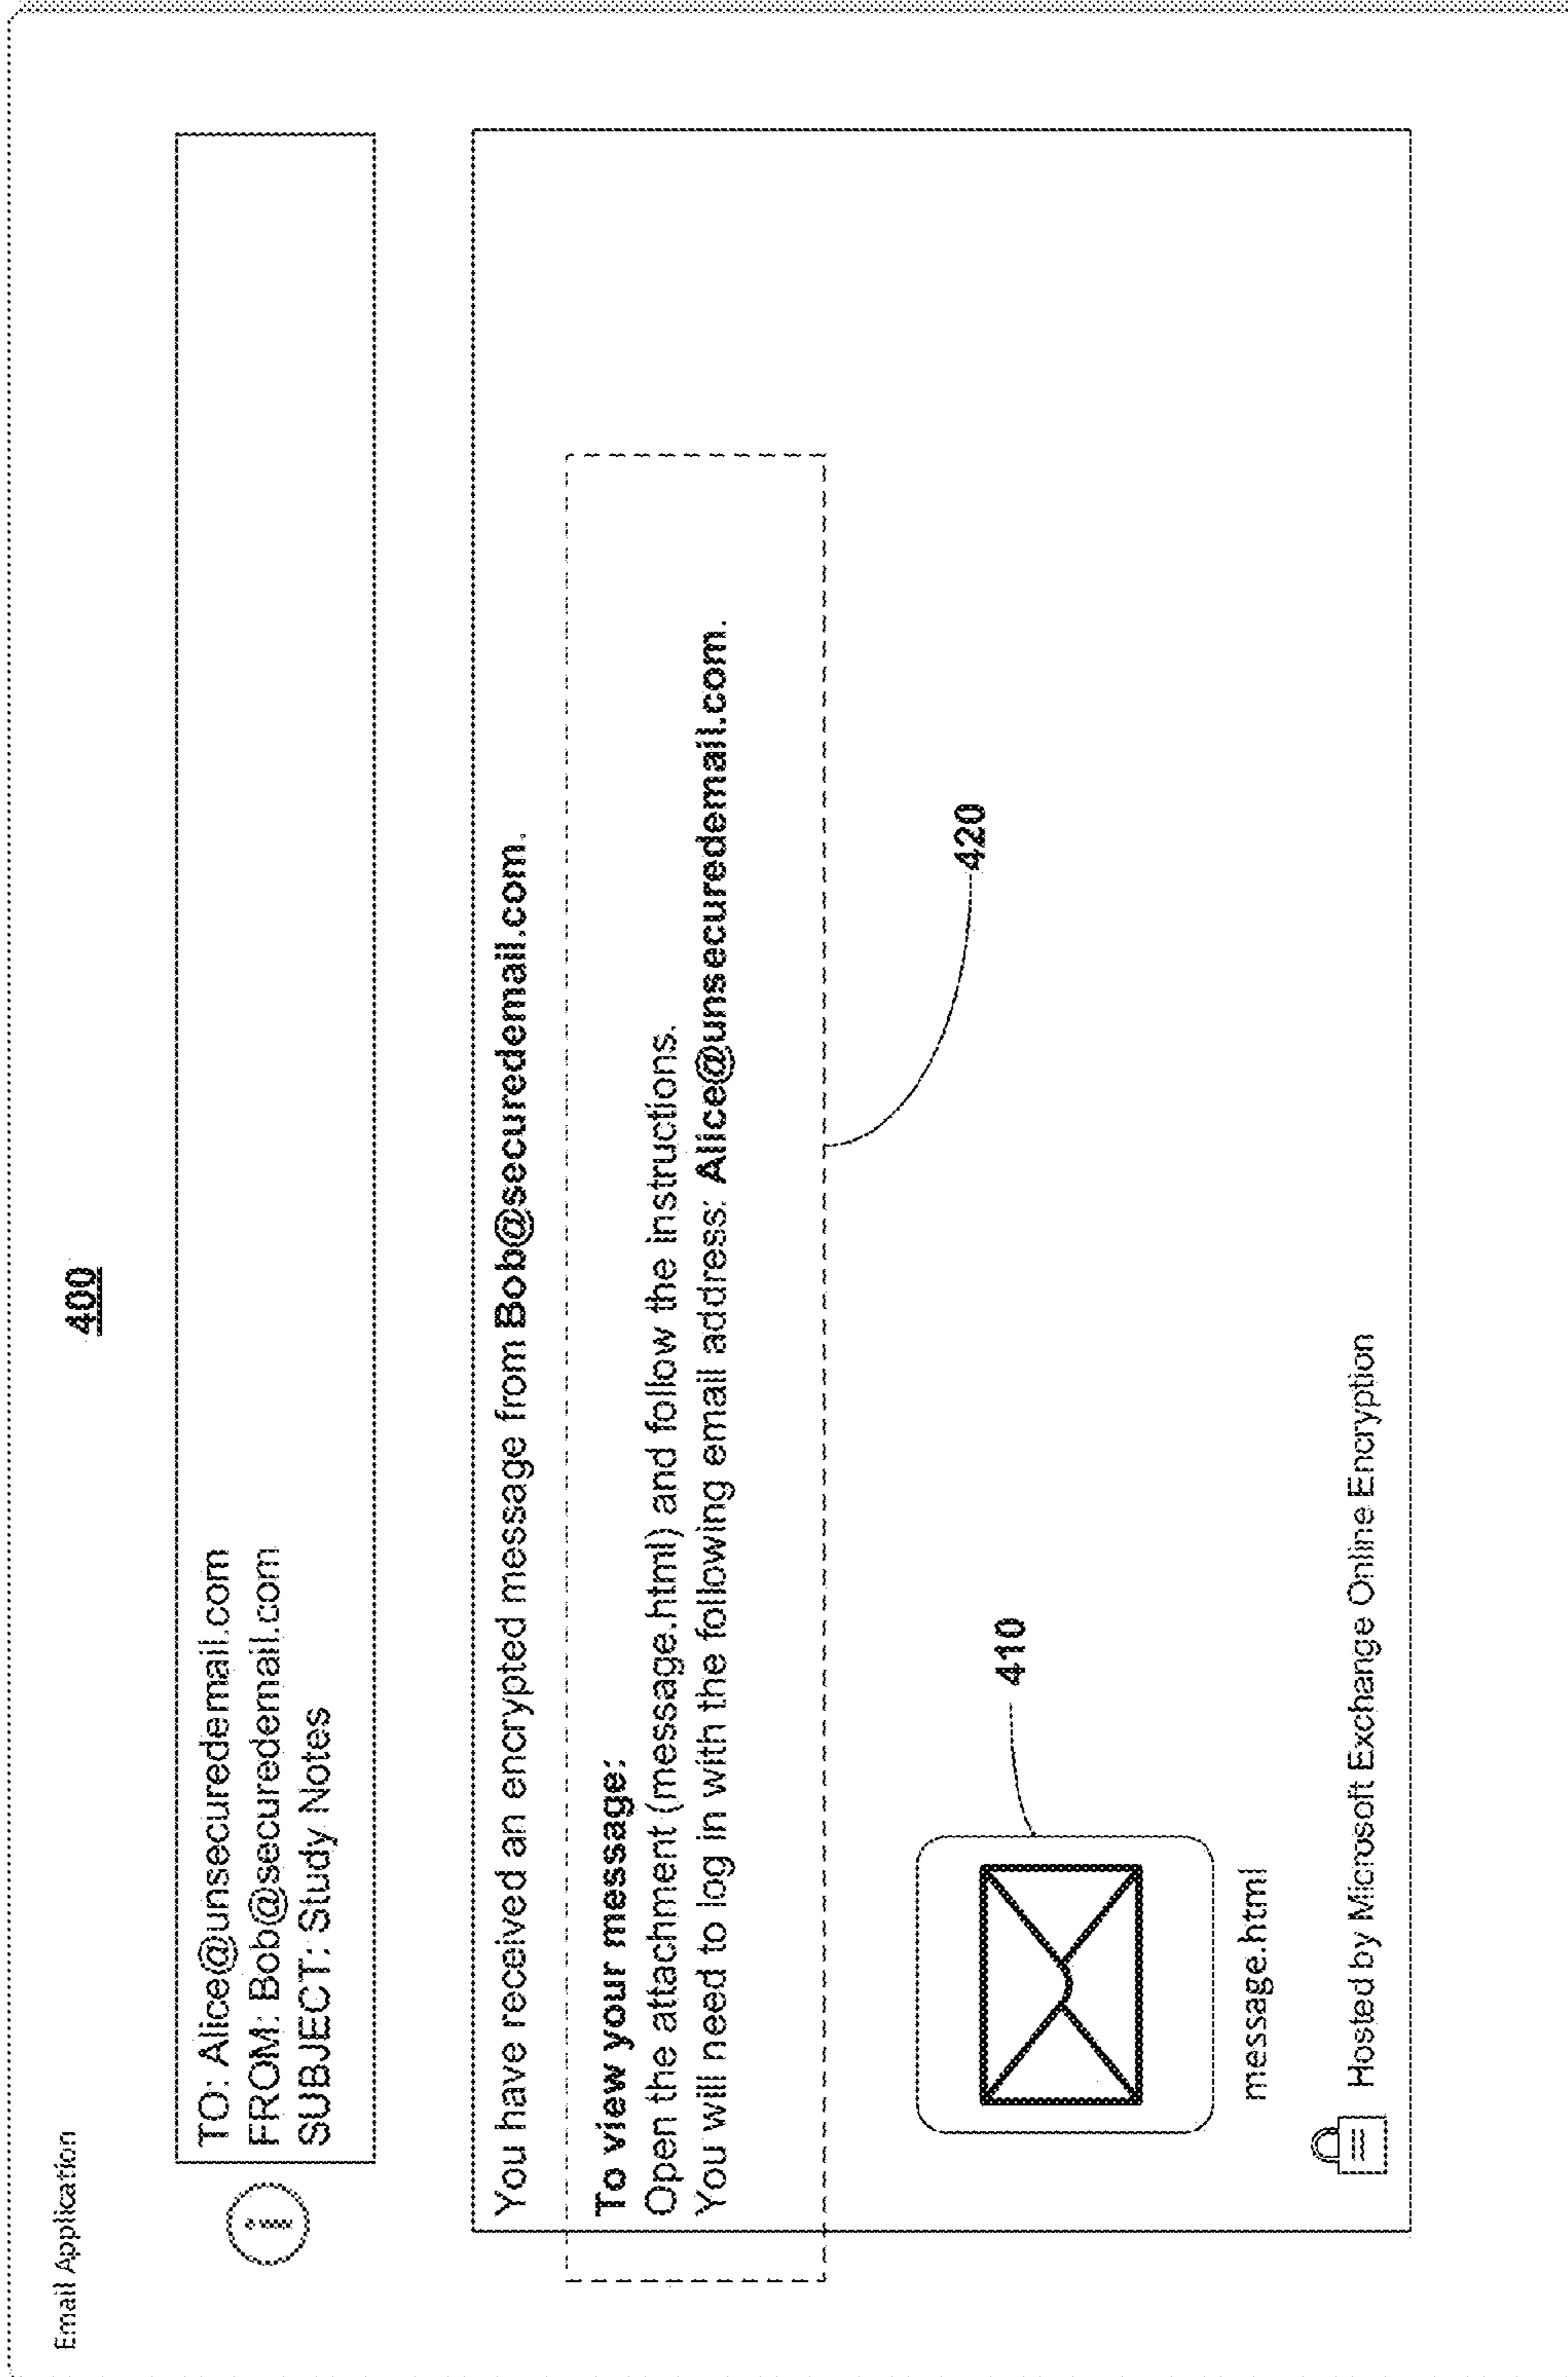 Email Application
400
TO: Alice@unsecuredemail.com
FROM: Bob@securedemail.com
SUBJECT: Study Notes
i
You have received an encrypted message from Bob@securedemail.com.
To view your message:
Open the attachment (message.html) and follow the instructions.
You will need to log in with the following email address: Alice@unsecuredemail.com.
420
410
message.html
Hosted by Microsoft Exchange Online Encryption